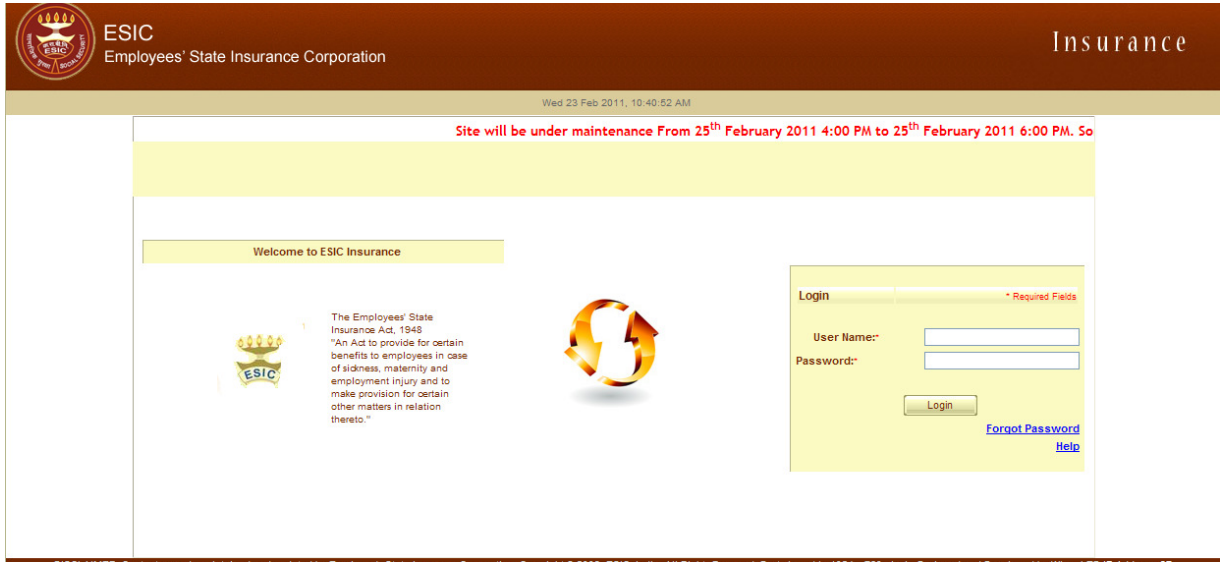 ESIC
Employees' State Insurance Corporation
Insurance
Wed 23 Feb 2011, 10:40:52 AM
Site will be under maintenance From 25th February 2011 4:00 PM to 25th February 2011 6:00 PM. So
Welcome to ESIC Insurance
The Employees' State
Insurance Act, 1948
"An Act to provide for certain
benefits to employees in case
of sickness, maternity and
employment injury and to
make provision for certain
other matters in relation
thereto."
ESIC
Login
* Required Fields
User Name:*
Password:*
Login
Forgot Password
Help